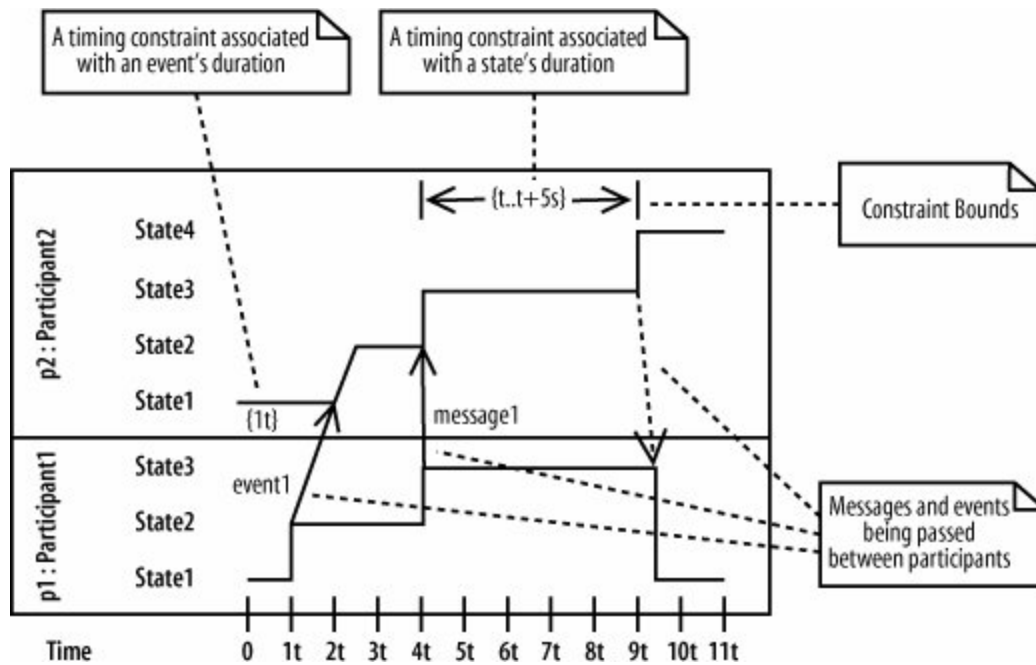 A timing constraint associated
with an event's duration
A timing constraint associated
with a state's duration
Constraint Bounds
{t..t+5s}
p2 : Participant2
State4
State3
State2
State1
{1t}
message1
p1 : Participant1
State3
event1
State2
State1
Messages and events
being passed
between participants
Time 0 1t 2t 3t 4t 5t 6t 7t 8t 9t 10t 11t